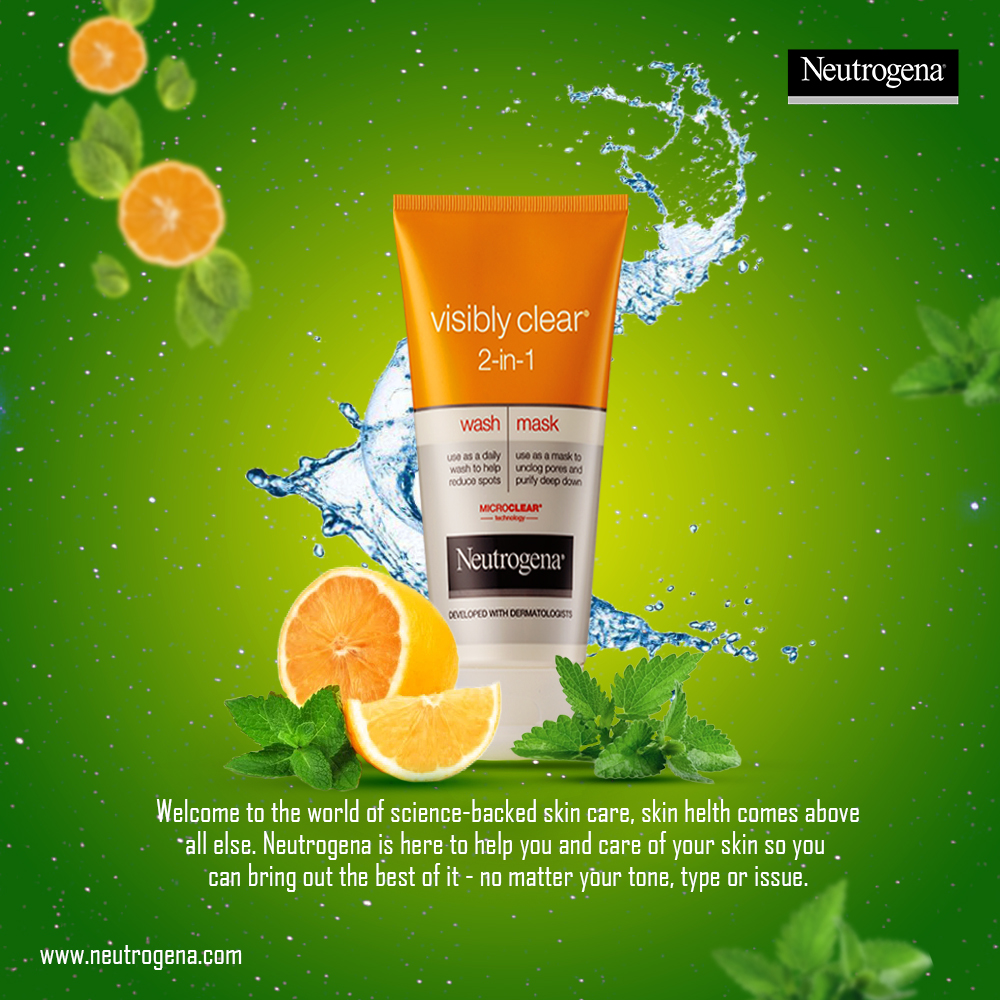 Neutrogena®
visibly clear®
2-in-1
wash | mask
use as a daily
wash to help
reduce spots
use as a mask to
unclog pores and
purify deep down
MICROCLEAR®
technology
Neutrogena®
DEVELOPED WITH DERMATOLOGISTS
Welcome to the world of science-backed skin care, skin helth comes above
all else. Neutrogena is here to help you and care of your skin so you
can bring out the best of it - no matter your tone, type or issue.
www.neutrogena.com